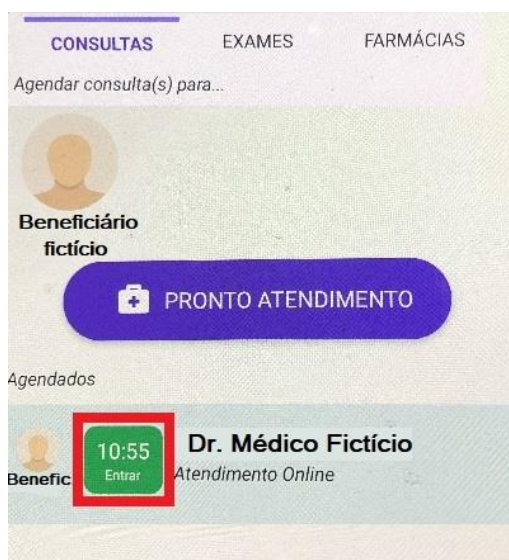 CONSULTAS EXAMES FARMÁCIAS
Agendar consulta(s) para...
Beneficiário
fictício
PRONTO ATENDIMENTO
Agendados
10:55 Dr. Médico Fictício
Benefic Entrar Atendimento Online